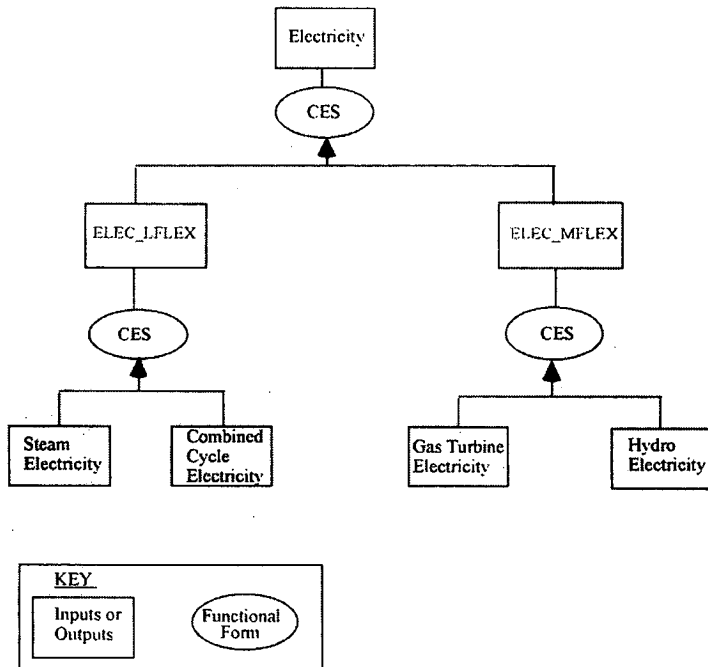 Electricity
CES
ELEC_LFLEX
ELEC_MFLEX
CES
CES
Steam
Electricity
Combined
Cycle
Electricity
Gas Turbine
Electricity
Hydro
Electricity
KEY
Inputs or
Outputs
Functional
Form